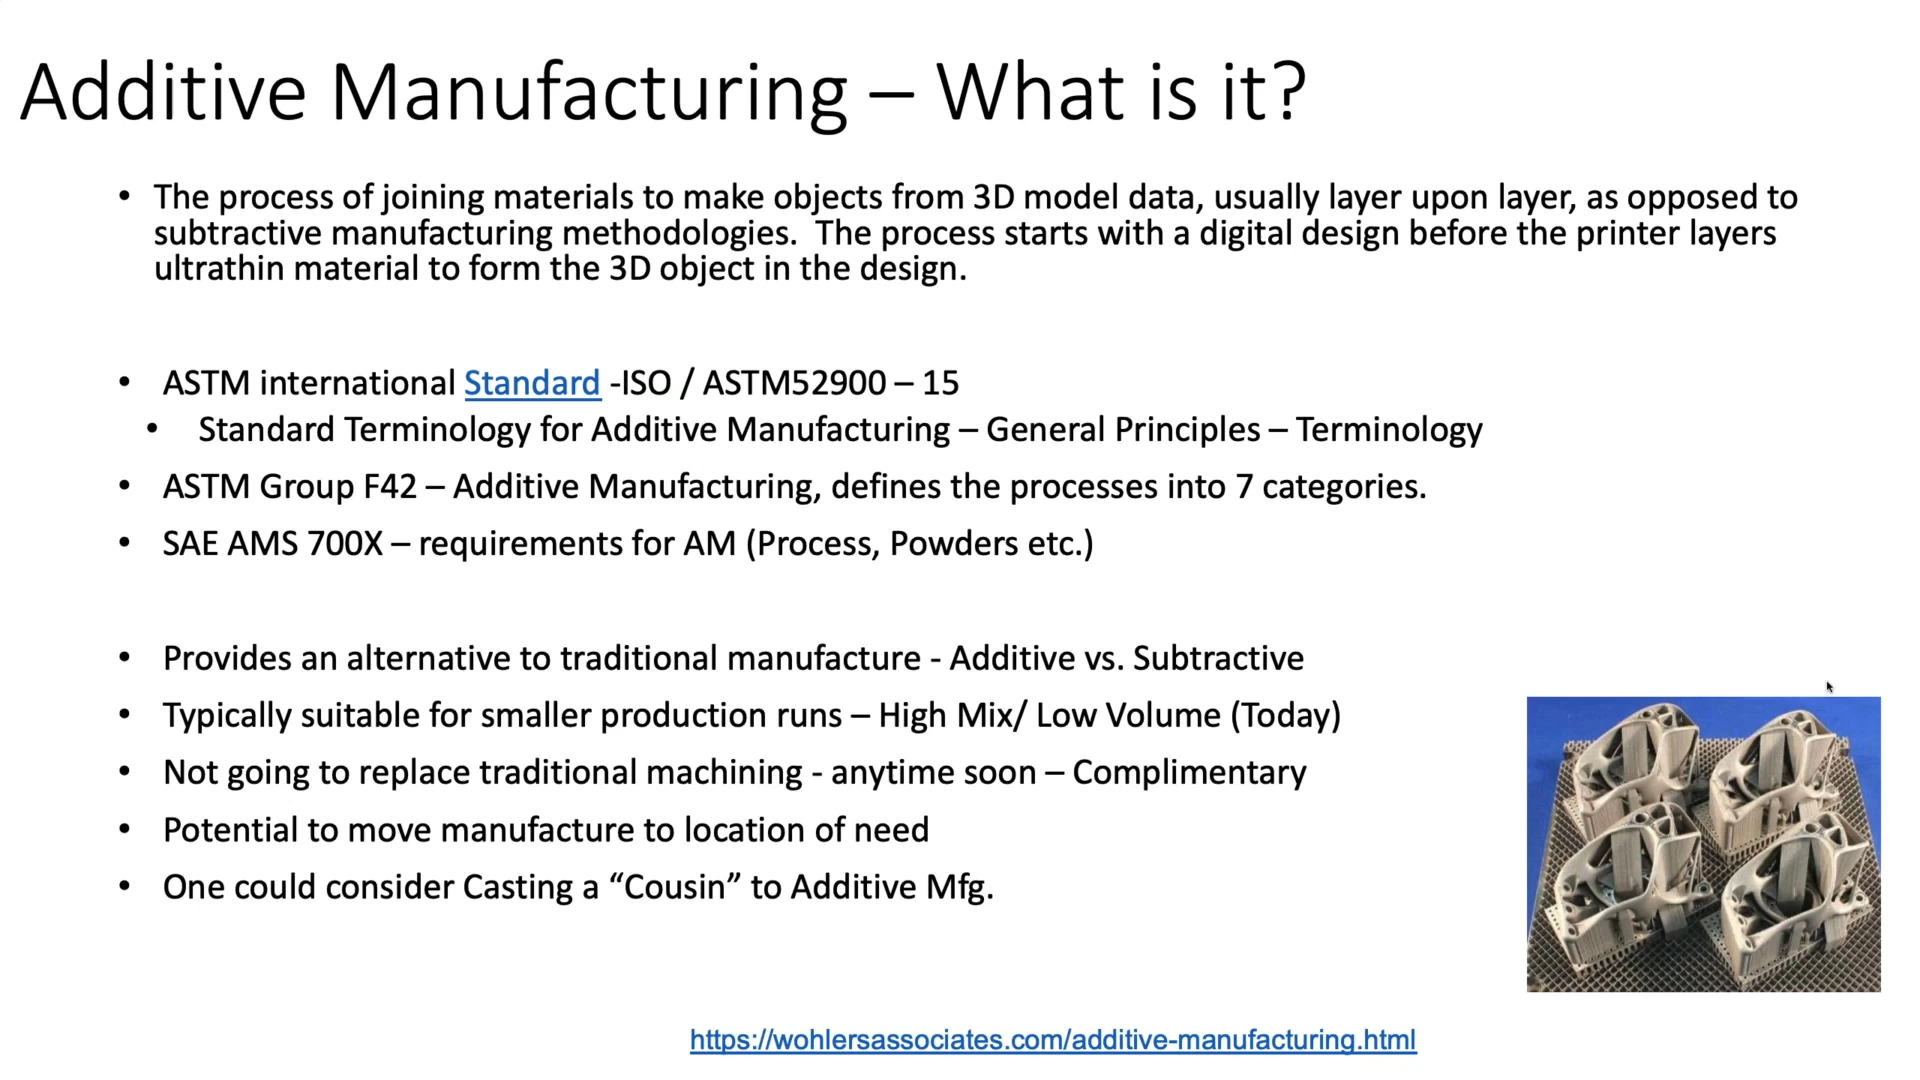 Additive Manufacturing – What is it?
• The process of joining materials to make objects from 3D model data, usually layer upon layer, as opposed to
subtractive manufacturing methodologies.  The process starts with a digital design before the printer layers
ultrathin material to form the 3D object in the design.
• ASTM international Standard -ISO / ASTM52900 – 15
• Standard Terminology for Additive Manufacturing – General Principles – Terminology
• ASTM Group F42 – Additive Manufacturing, defines the processes into 7 categories.
• SAE AMS 700X – requirements for AM (Process, Powders etc.)
• Provides an alternative to traditional manufacture - Additive vs. Subtractive
• Typically suitable for smaller production runs – High Mix/ Low Volume (Today)
• Not going to replace traditional machining - anytime soon – Complimentary
• Potential to move manufacture to location of need
• One could consider Casting a “Cousin” to Additive Mfg.
https://wohlersassociates.com/additive-manufacturing.html